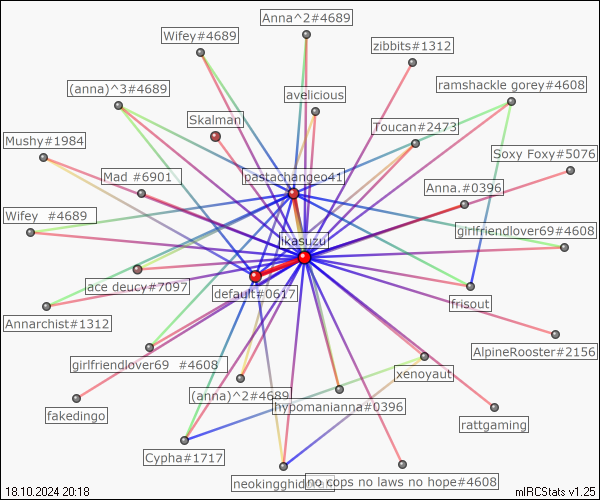 Anna^2#4689
Wifey#4689
zibbits#1312
(anna)^3#4689
avelicious
ramshackle gorey#4608
Skalman
Toucan#2473
Mushy#1984
Soxy Foxy#5076
Mad #6901
pastachangeo41
Anna.#0396
Wifey #4689
girlfriendlover69#4608
ikasuzu
ace deucy#7097
default#0617
frisout
Annarchist#1312
AlpineRooster#2156
girlfriendlover69 #4608
xenoyaut
(anna)^2#4689
hypomanianna#0396
fakedingo
rattgaming
Cypha#1717
no cops no laws no hope#4608
18.10.2024 20:18
mIRCStats v1.25